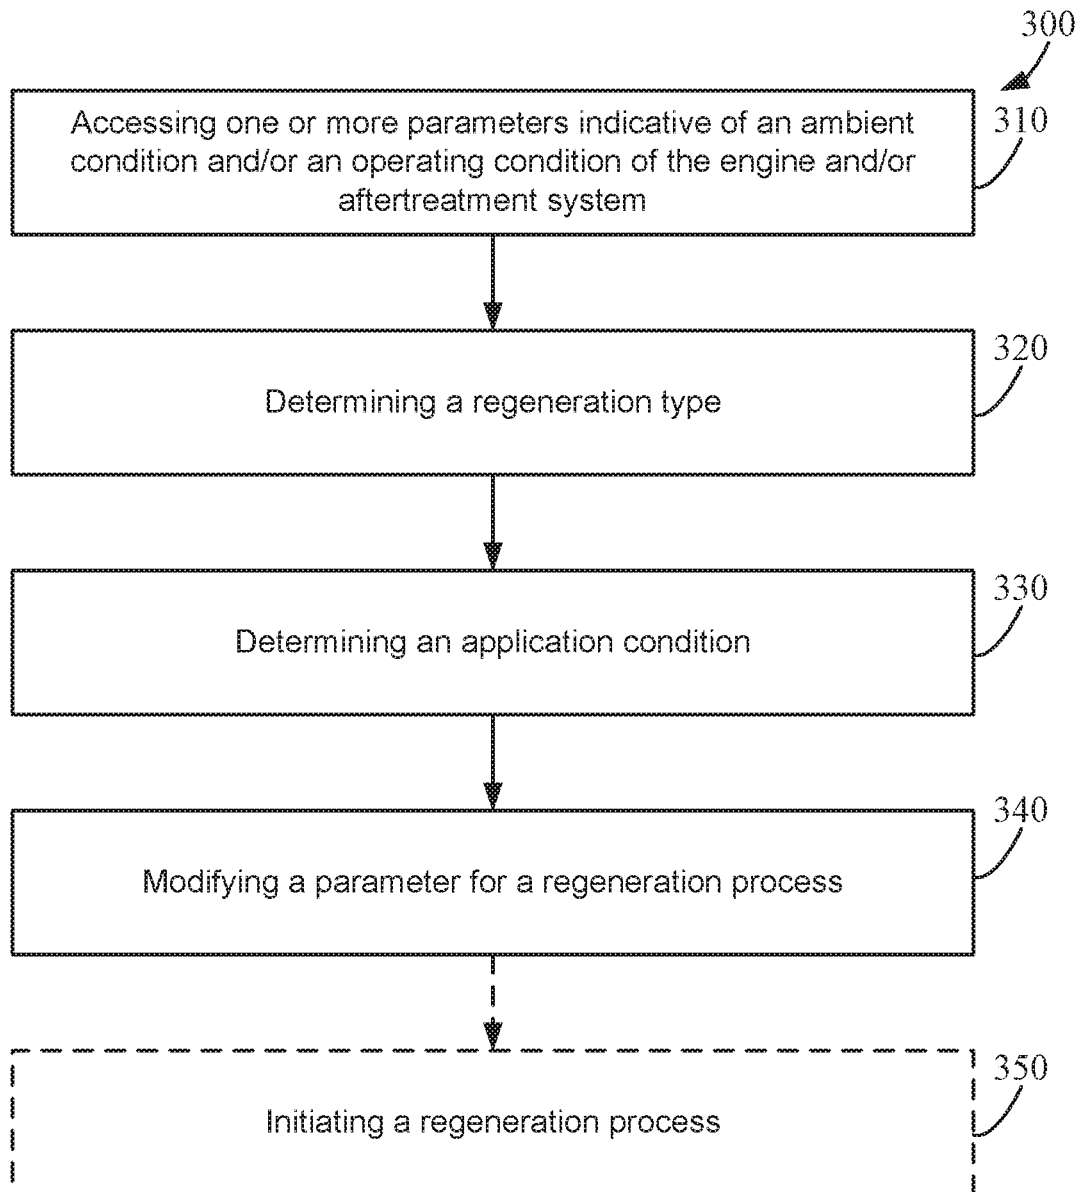 300
Accessing one or more parameters indicative of an ambient
condition and/or an operating condition of the engine and/or
aftertreatment system
310
Determining a regeneration type
320
Determining an application condition
330
Modifying a parameter for a regeneration process
340
Initiating a regeneration process
350